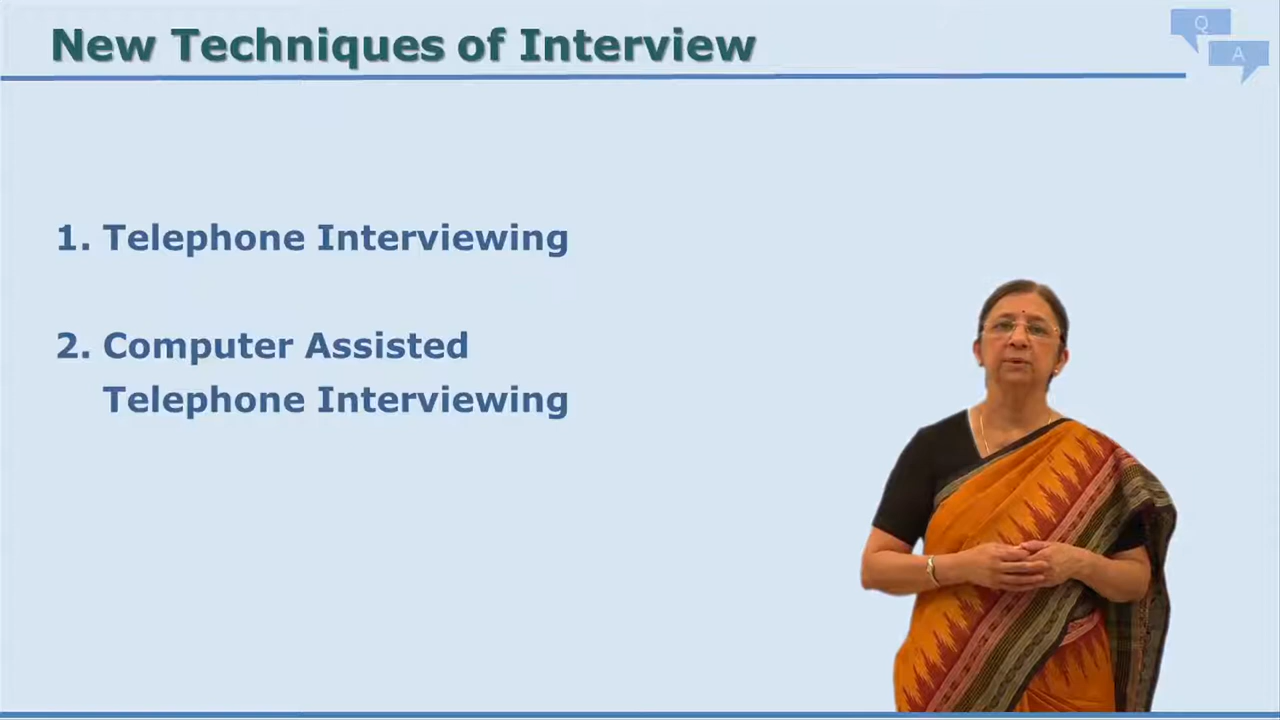 New Techniques of Interview
Q
A
1. Telephone Interviewing
2. Computer Assisted
Telephone Interviewing